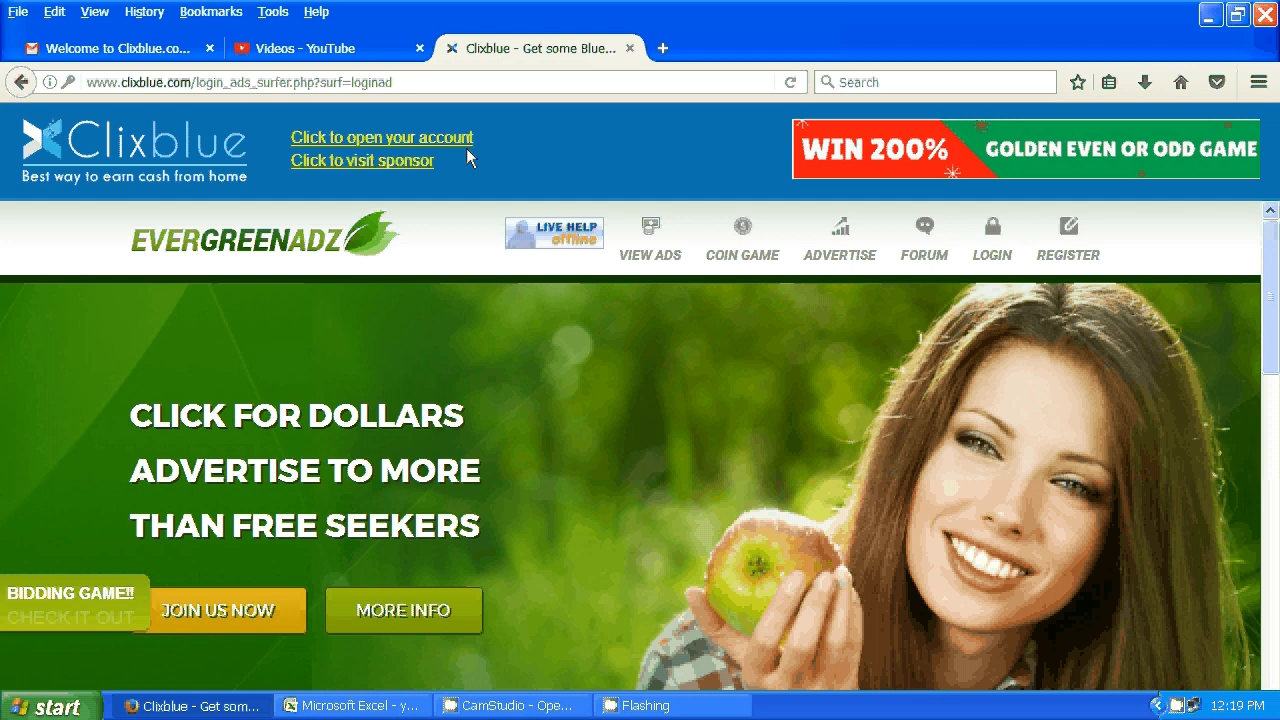 File Edit View History Bookmarks Tools Help
Welcome to Clixblue.co... Videos - YouTube Clixblue - Get some Blue...
www.clixblue.com/login_ads_surfer.php?surf=loginad Search
Clixblue
Best way to earn cash from home
Click to open your account
Click to visit sponsor
WIN 200% GOLDEN EVEN OR ODD GAME
EVERGREENADZ
LIVE HELP
offline
VIEW ADS COIN GAME ADVERTISE FORUM LOGIN REGISTER
CLICK FOR DOLLARS
ADVERTISE TO MORE
THAN FREE SEEKERS
BIDDING GAME!!
CHECK IT OUT
JOIN US NOW MORE INFO
start Clixblue - Get som... Microsoft Excel - y... CamStudio - Ope... Flashing 12:19 PM